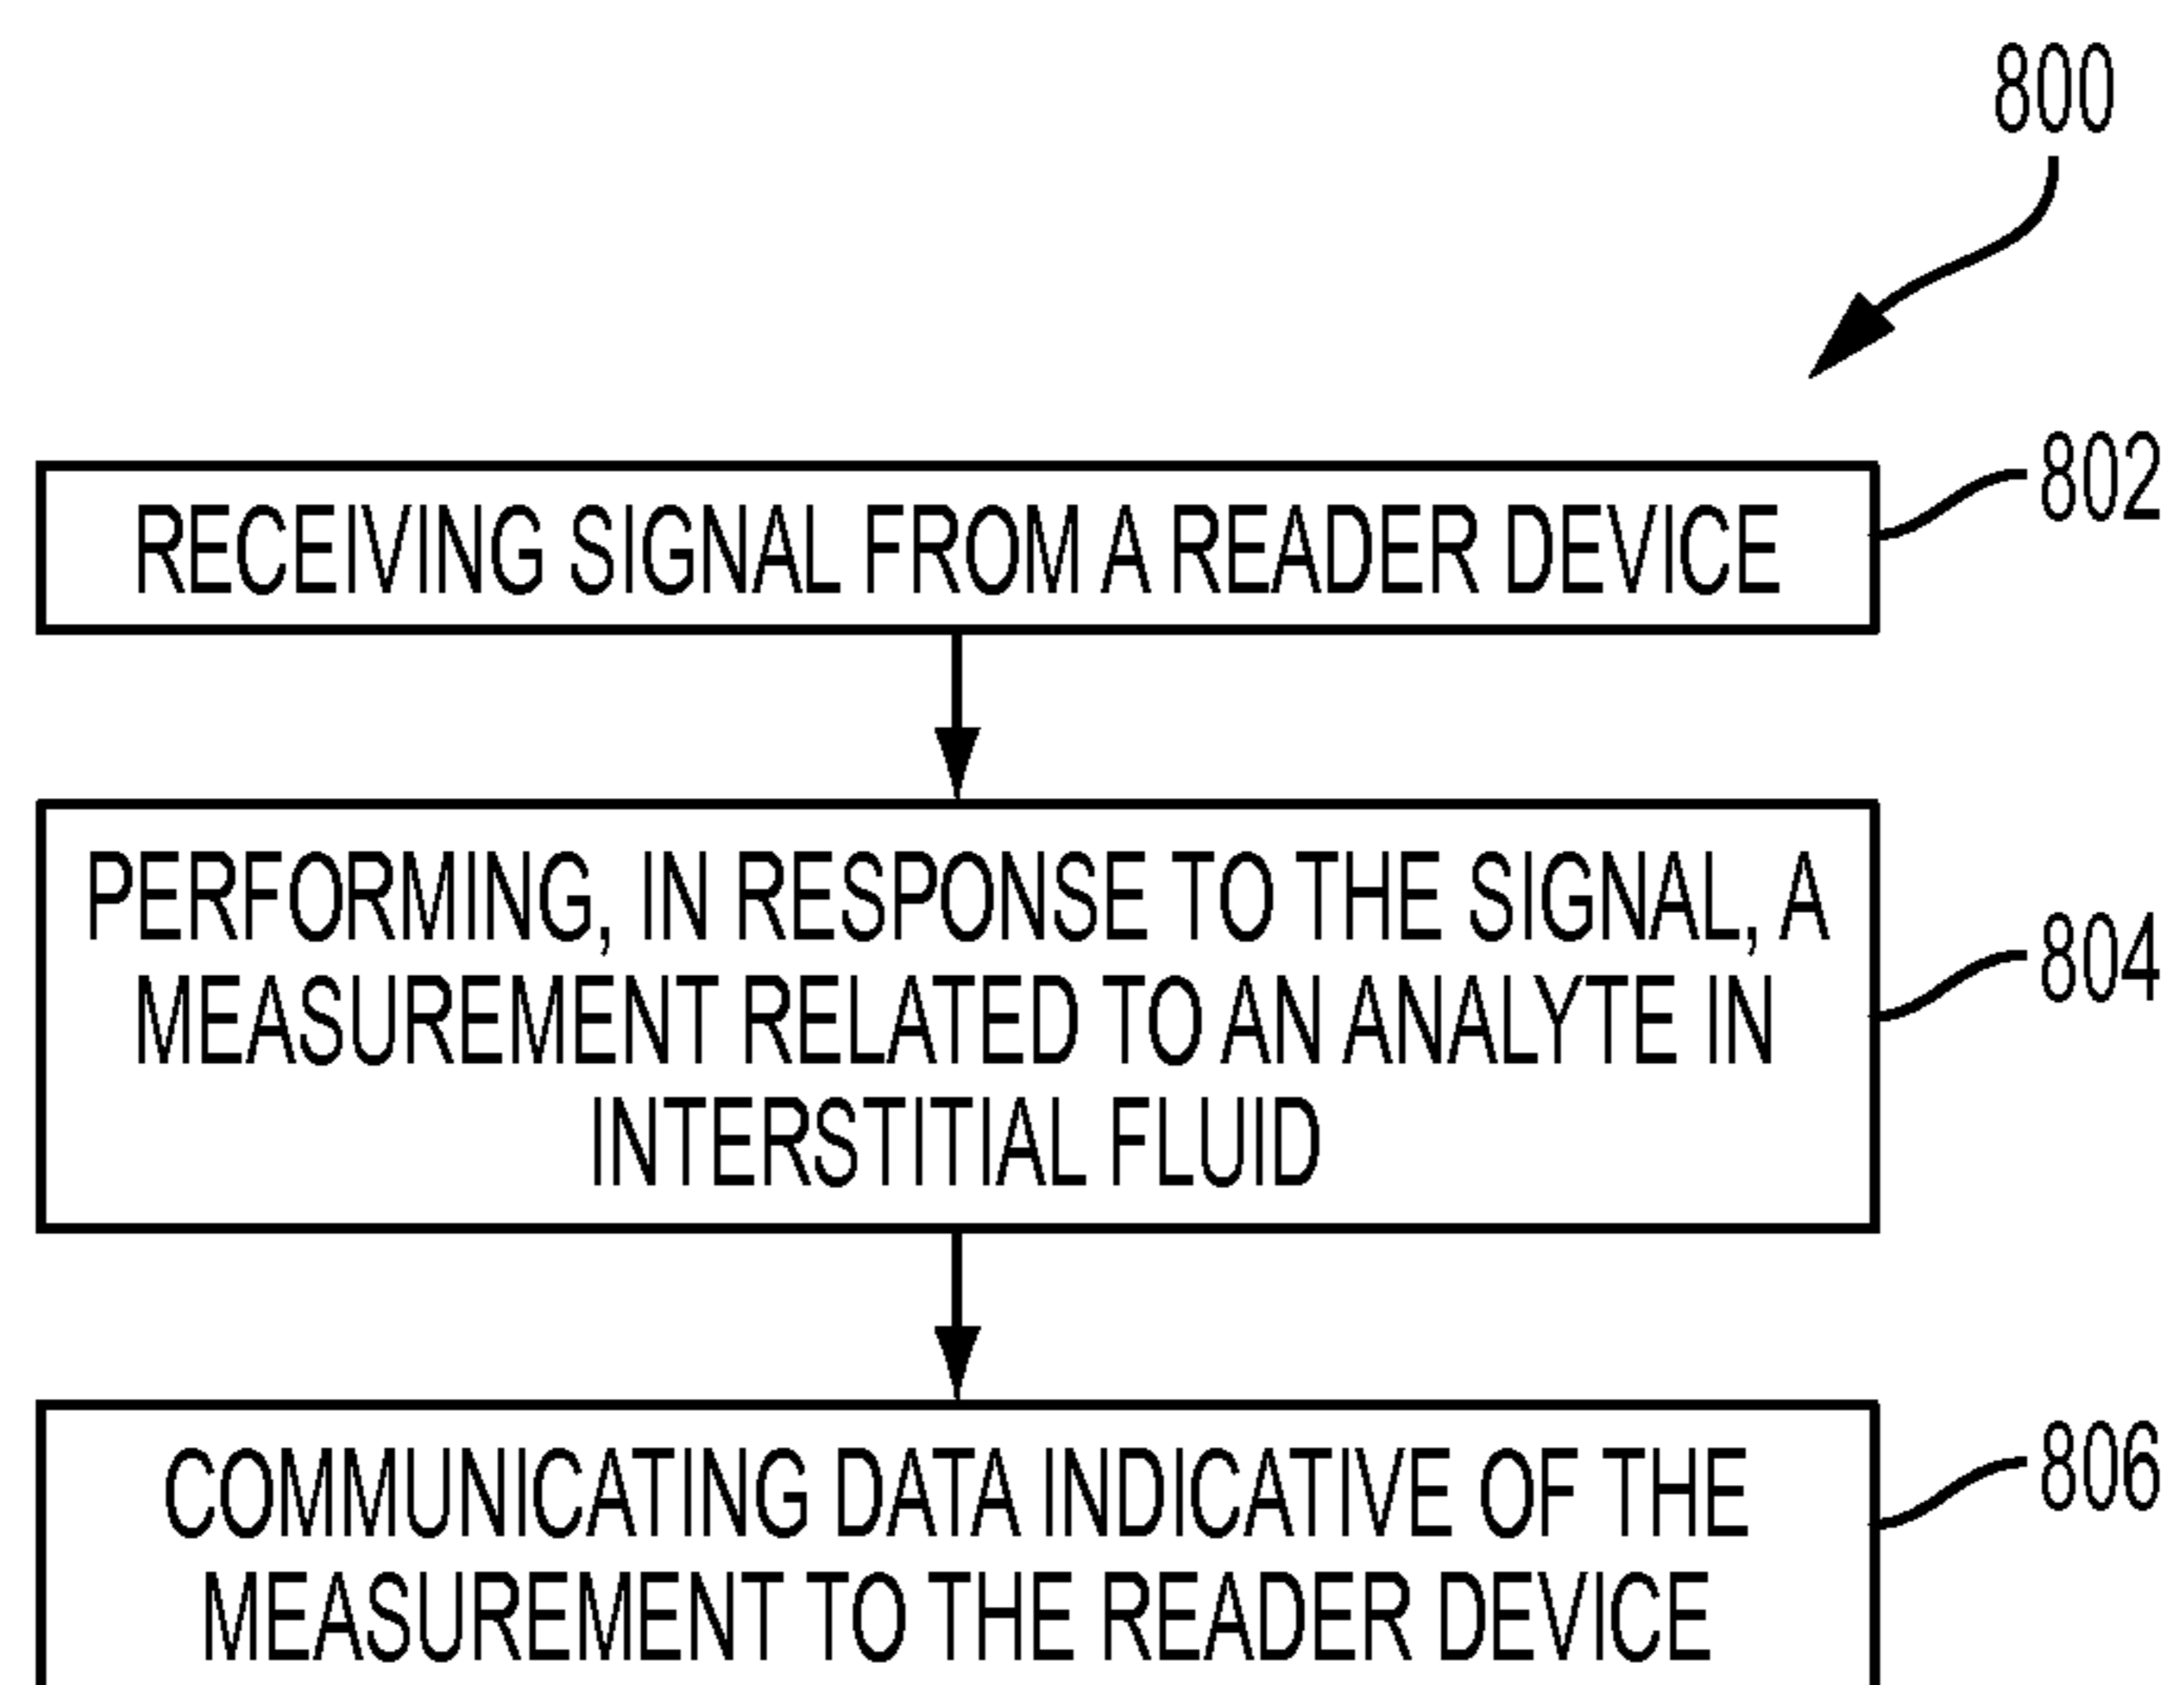 800
RECEIVING SIGNAL FROM A READER DEVICE
802
PERFORMING, IN RESPONSE TO THE SIGNAL, A
MEASUREMENT RELATED TO AN ANALYTE IN
INTERSTITIAL FLUID
804
COMMUNICATING DATA INDICATIVE OF THE
MEASUREMENT TO THE READER DEVICE
806